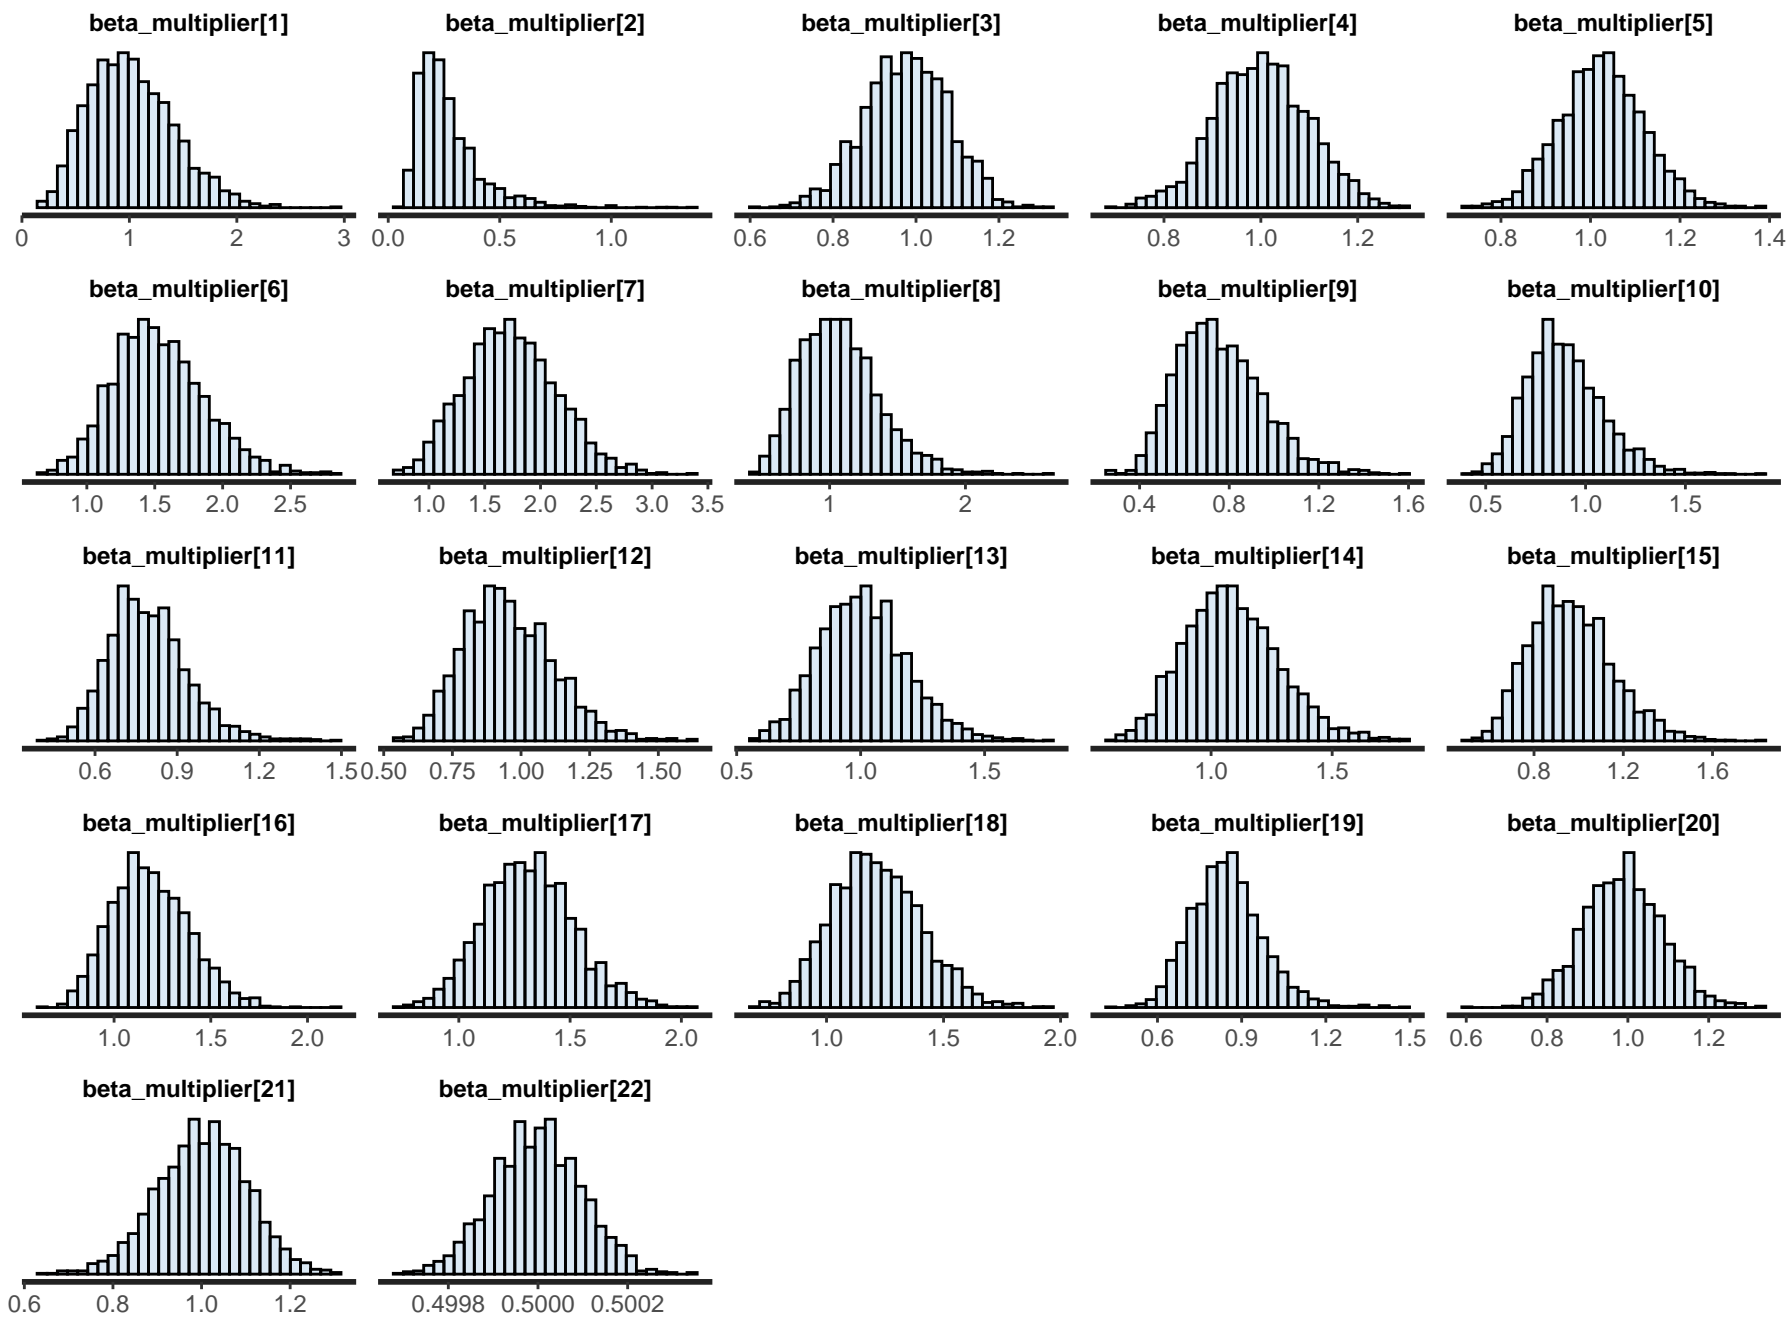 beta_multiplier[1] beta_multiplier[2] beta_multiplier[3] beta_multiplier[4] beta_multiplier[5]
0 1 2 3 0.0 0.5 1.0 0.6 0.8 1.0 1.2 0.8 1.0 1.2 0.8 1.0 1.2 1.4
beta_multiplier[6] beta_multiplier[7] beta_multiplier[8] beta_multiplier[9] beta_multiplier[10]
1.0 1.5 2.0 2.5 1.0 1.5 2.0 2.5 3.0 3.5 1 2 0.4 0.8 1.2 1.6 0.5 1.0 1.5
beta_multiplier[11] beta_multiplier[12] beta_multiplier[13] beta_multiplier[14] beta_multiplier[15]
0.6 0.9 1.2 1.5 0.50 0.75 1.00 1.25 1.50 0.5 1.0 1.5 1.0 1.5 0.8 1.2 1.6
beta_multiplier[16] beta_multiplier[17] beta_multiplier[18] beta_multiplier[19] beta_multiplier[20]
1.0 1.5 2.0 1.0 1.5 2.0 1.0 1.5 2.0 0.6 0.9 1.2 1.5 0.6 0.8 1.0 1.2
beta_multiplier[21] beta_multiplier[22]
0.6 0.8 1.0 1.2 0.4998 0.5000 0.5002